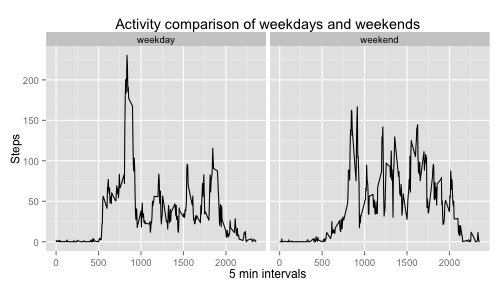 Activity comparison of weekdays and weekends
weekday weekend
Steps
200
150
100
50
0
0 500 1000 1500 2000 0 500 1000 1500 2000
5 min intervals